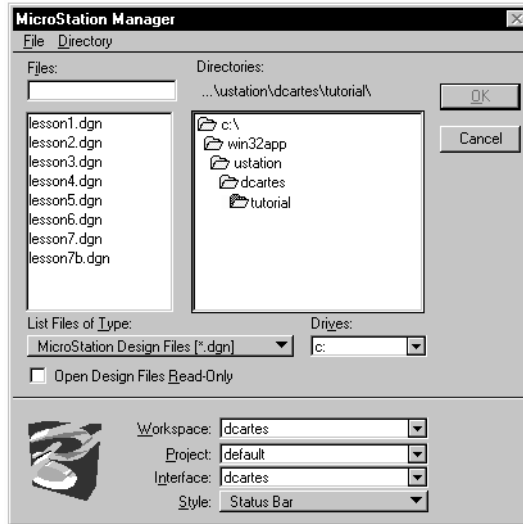 MicroStation Manager
File Directory
Files:
Directories:
...\ustation\dcartes\tutorial\
OK
Cancel
lesson1.dgn
lesson2.dgn
lesson3.dgn
lesson4.dgn
lesson5.dgn
lesson6.dgn
lesson7.dgn
lesson7b.dgn
c:\
win32app
ustation
dcartes
tutorial
List Files of Type:
MicroStation Design Files [*.dgn]
Drives:
c:
Open Design Files Read-Only
Workspace: dcartes
Project: default
Interface: dcartes
Style: Status Bar